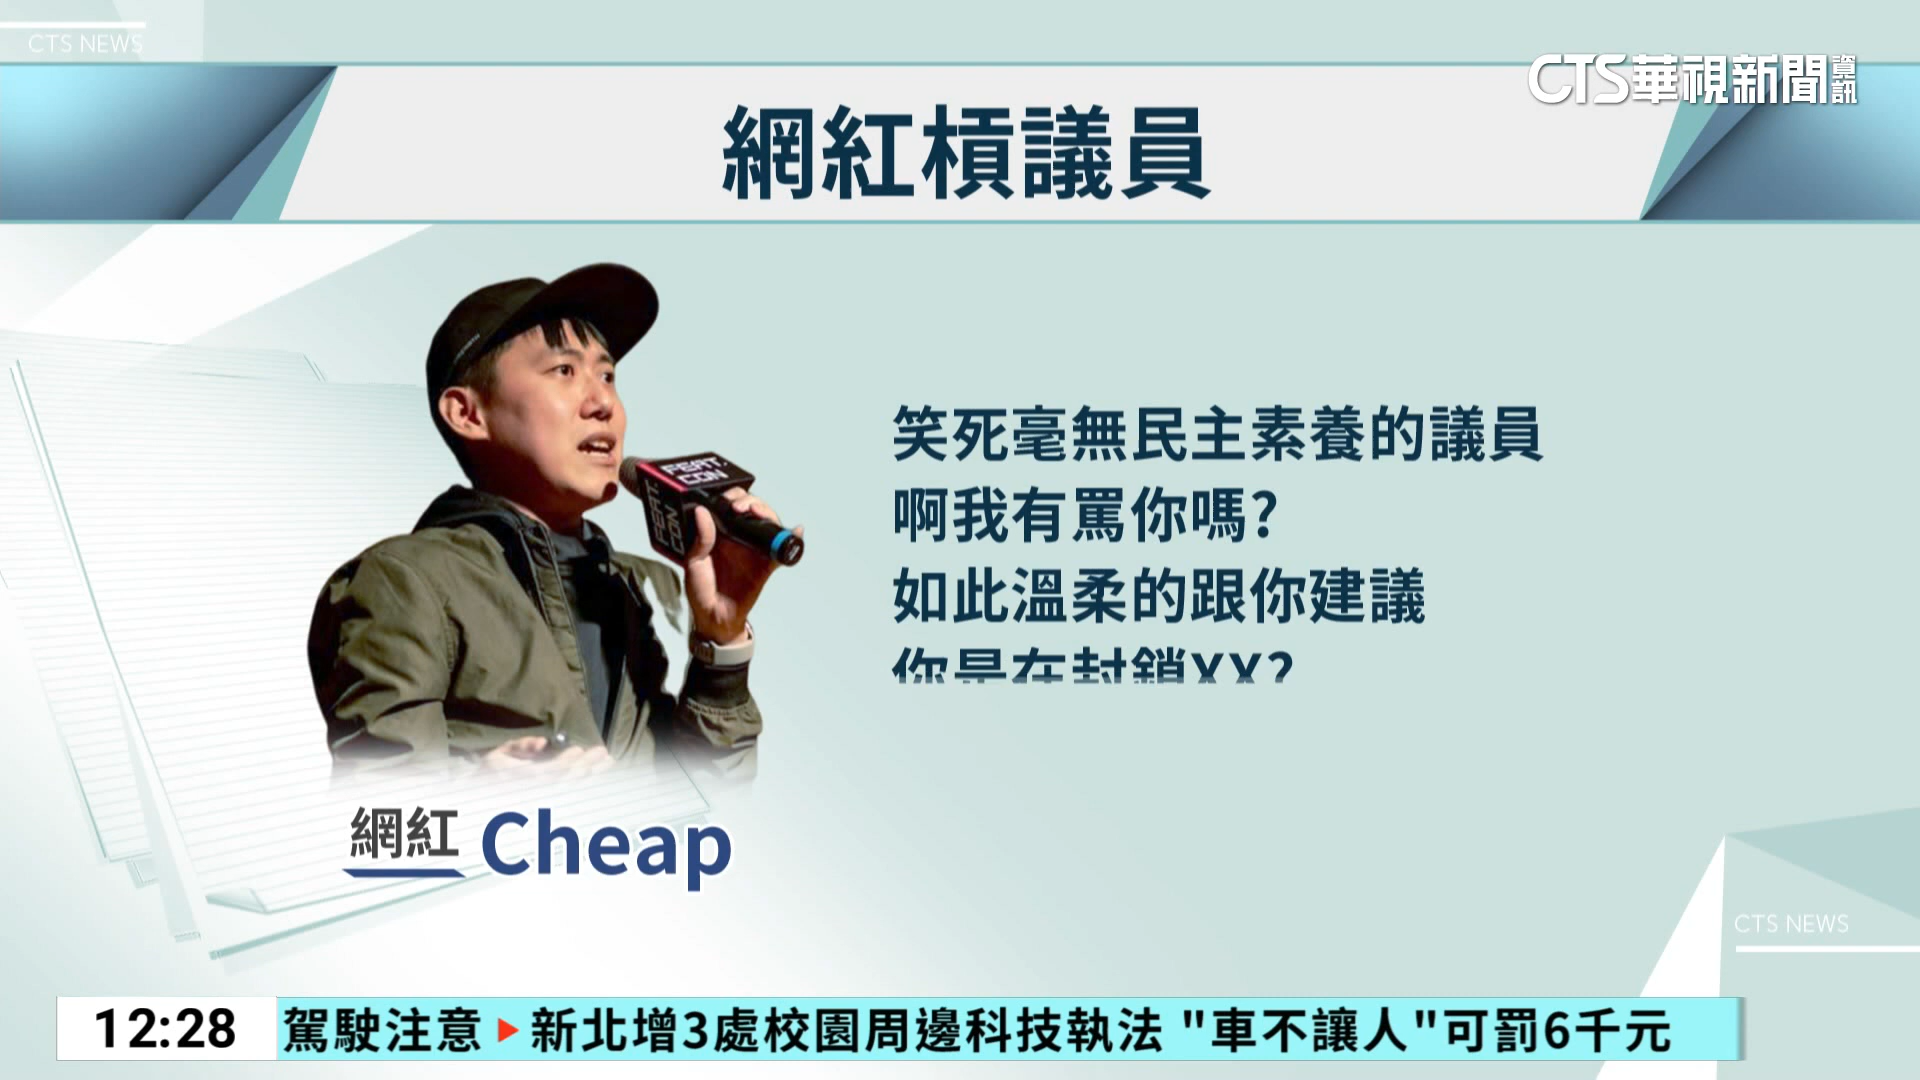 CTS NEWS
CTS華視新聞資訊
網紅槓議員
笑死毫無民主素養的議員
啊我有罵你嗎?
如此溫柔的跟你建議
你是在封鎖XX?
FEAT.
CON
FEAT.
CON
網紅 Cheap
CTS NEWS
12:28 駕駛注意 新北增3處校園周邊科技執法 "車不讓人"可罰6千元